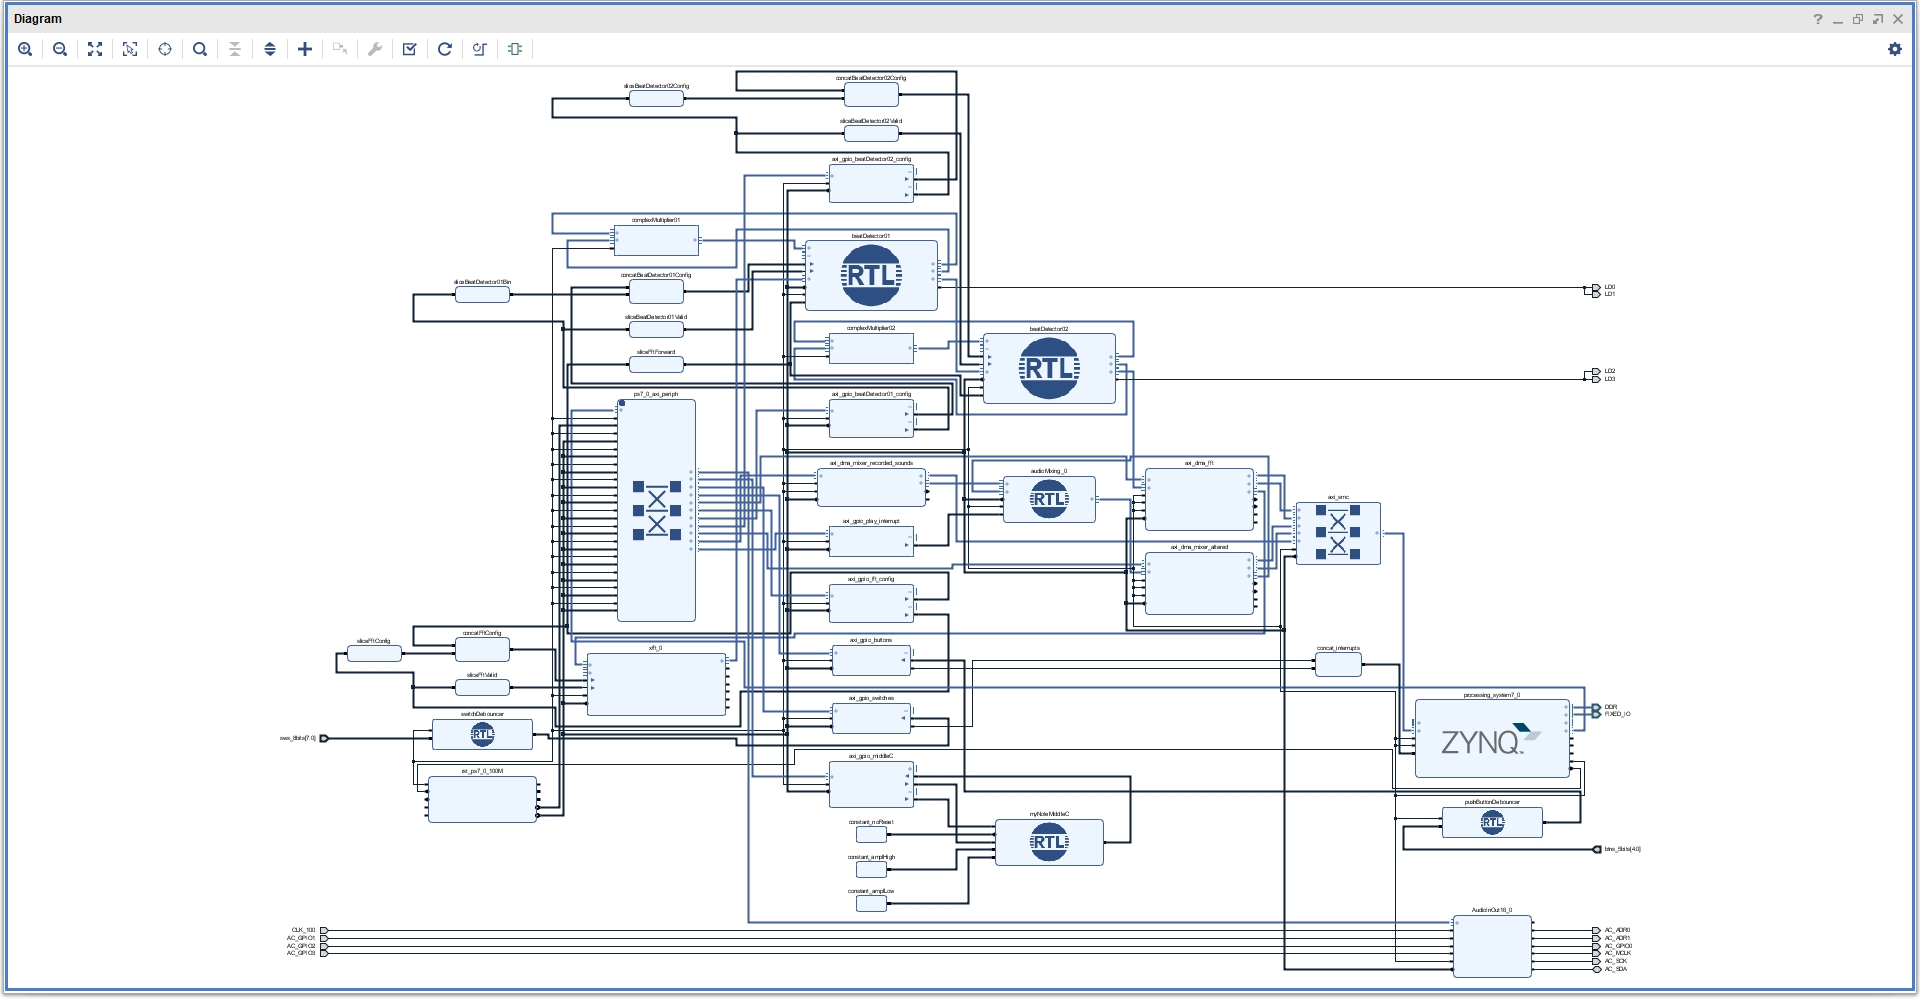 Diagram
concatBeatDetector02Config
sliceBeatDetector02Config
sliceBeatDetector02Valid
axi_gpio_beatDetector02_config
complexMultiplier01
beatDetector01
RTL
concatBeatDetector01Config
sliceBeatDetector01Bin
LD0
LD1
sliceBeatDetector01Valid
complexMultiplier02
beatDetector02
RTL
sliceFftForward
LD2
LD3
ps7_0_axi_periph
axi_gpio_beatDetector01_config
axi_dma_mixer_recorded_sounds
audioMixing_0
RTL
axi_dma_fft
axi_smc
axi_gpio_play_interrupt
axi_dma_mixer_altered
axi_gpio_fft_config
concatFftConfig
sliceFftConfig
axi_gpio_buttons
xfft_0
concat_interrupts
sliceFftValid
axi_gpio_switches
processing_system7_0
ZYNQ
DDR
FIXED_IO
switchDebouncer
RTL
sws_8bits[7:0]
axi_gpio_middleC
rst_ps7_0_100M
pushButtonDebouncer
RTL
btns_5bits[4:0]
myNoteMiddleC
RTL
constant_noReset
constant_amplHigh
constant_amplLow
AudioInOut16_0
CLK_100
AC_GPIO1
AC_GPIO2
AC_GPIO3
AC_ADR0
AC_ADR1
AC_GPIO0
AC_MCLK
AC_SCK
AC_SDA